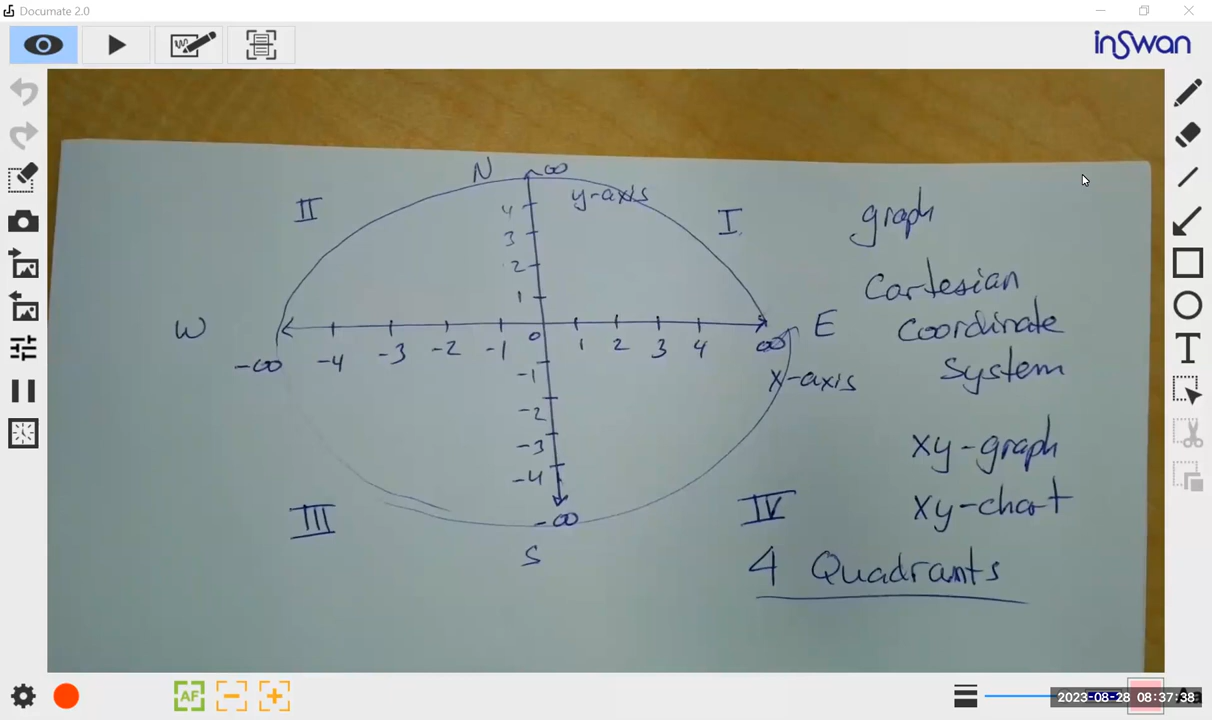 Documate 2.0
inSwan
N ∞
y-axis
II
I
4
3
2
1
W
E
-4 -3 -2 -1 0 1 2 3 4 ∞
-∞
x-axis
-1
-2
-3
-4
-∞
S
III
IV
graph
Cartesian
Coordinate
System
xy-graph
xy-chart
4 Quadrants
AF
T
2023-08-28 08:37:38
Aa